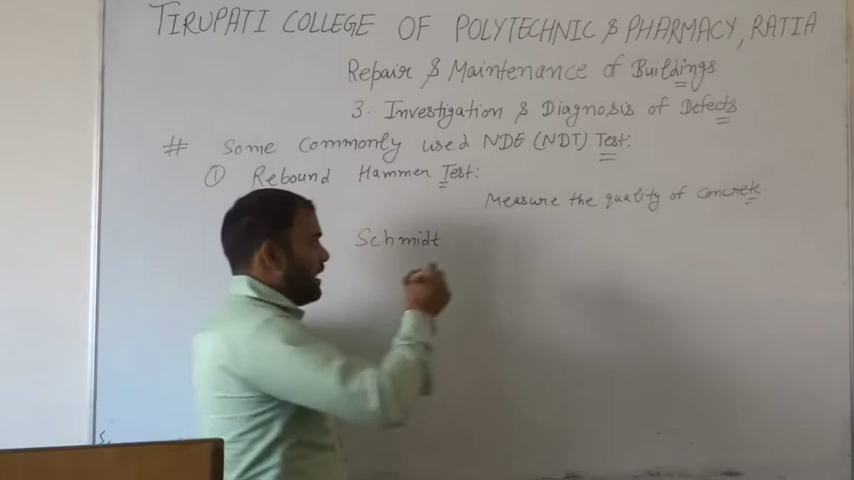 TIRUPATI COLLEGE OF POLYTECHNIC & PHARMACY, RATIA
Repair & Maintenance of Buildings
3. Investigation & Diagnosis of Defects
# Some Commonly used NDE (NDT) Test:
① Rebound Hammer Test:
Measure the quality of concrete.
Schmidt